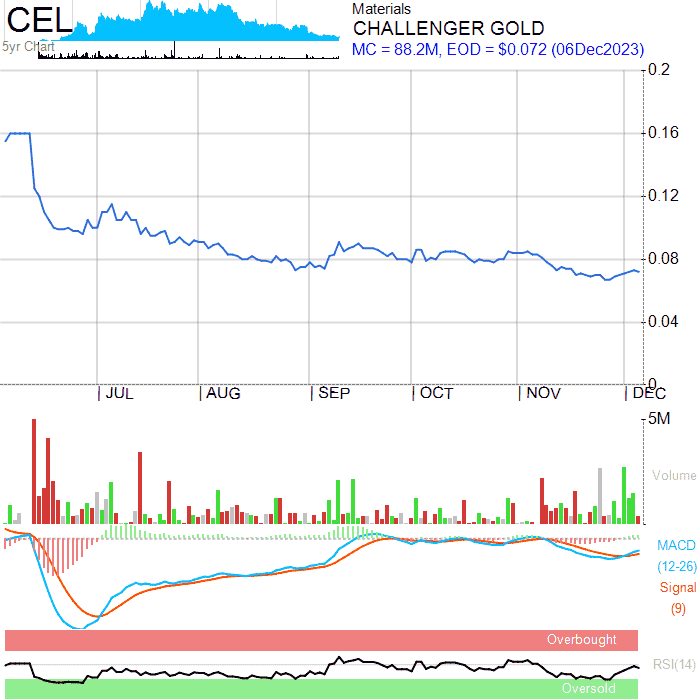 CEL
5yr Chart
Materials
CHALLENGER GOLD
MC = 88.2M, EOD = $0.072 (06Dec2023)
0.2
0.16
0.12
0.08
0.04
0
JUL AUG SEP OCT NOV DEC
5M
Volume
MACD
(12-26)
Signal
(9)
Overbought
RSI(14)
Oversold